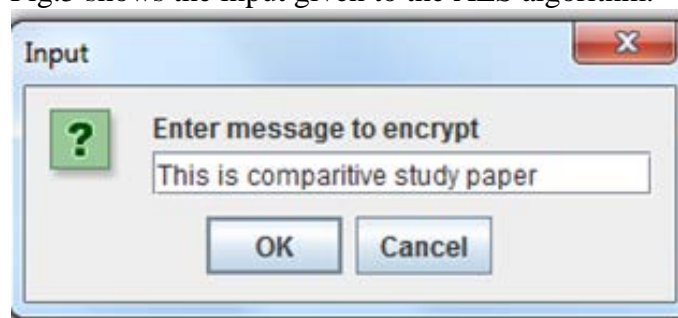 Fig.5 shows the input given to the AES algorithm.
Input
x
?
Enter message to encrypt
This is comparitive study paper
OK
Cancel